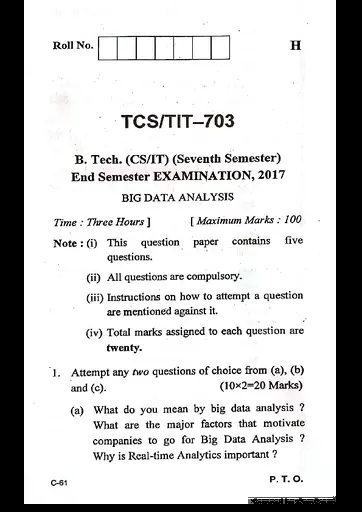 Roll No.
H
TCS/TIT–703
B. Tech. (CS/IT) (Seventh Semester)
End Semester EXAMINATION, 2017
BIG DATA ANALYSIS
Time : Three Hours ] [ Maximum Marks : 100
Note : (i) This question paper contains five
questions.
(ii) All questions are compulsory.
(iii) Instructions on how to attempt a question
are mentioned against it.
(iv) Total marks assigned to each question are
twenty.
1. Attempt any two questions of choice from (a), (b)
and (c). (10×2=20 Marks)
(a) What do you mean by big data analysis ?
What are the major factors that motivate
companies to go for Big Data Analysis ?
Why is Real-time Analytics important ?
C-61 P. T. O.